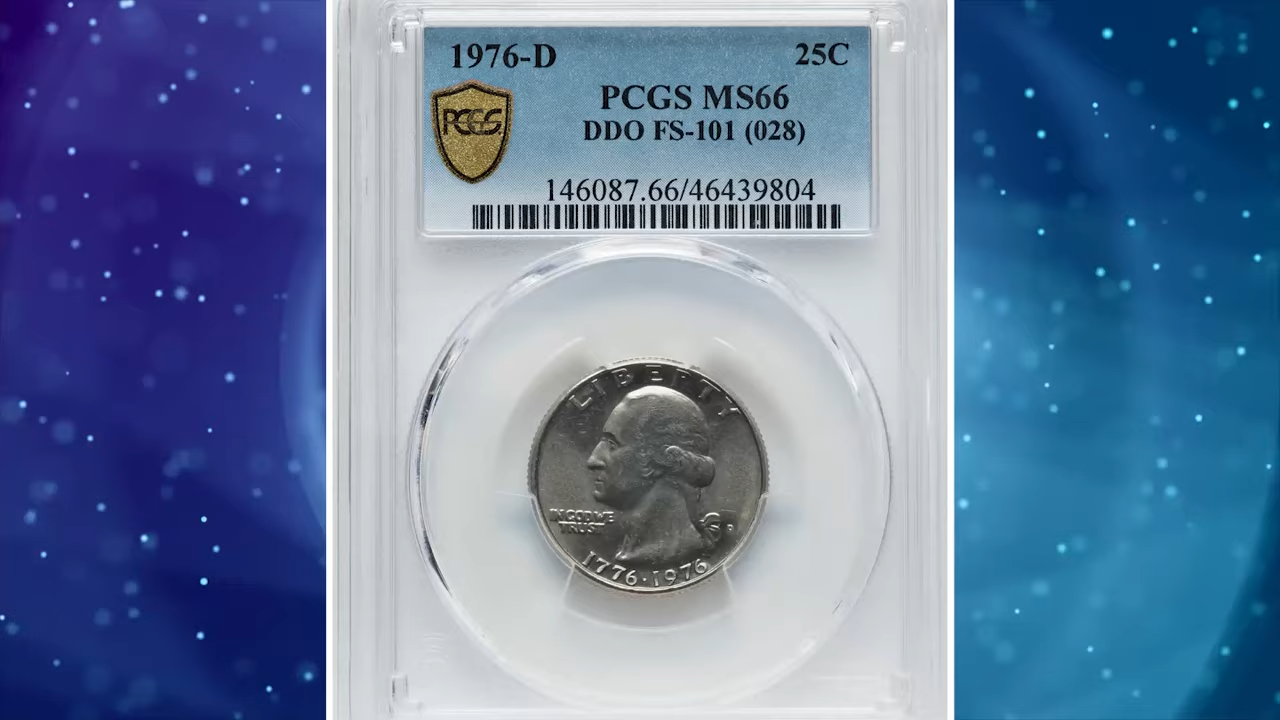 1976-D 25C
PCGS
PCGS MS66
DDO FS-101 (028)
146087.66/46439804
LIBERTY
IN GOD WE
TRUST
D
1776·1976